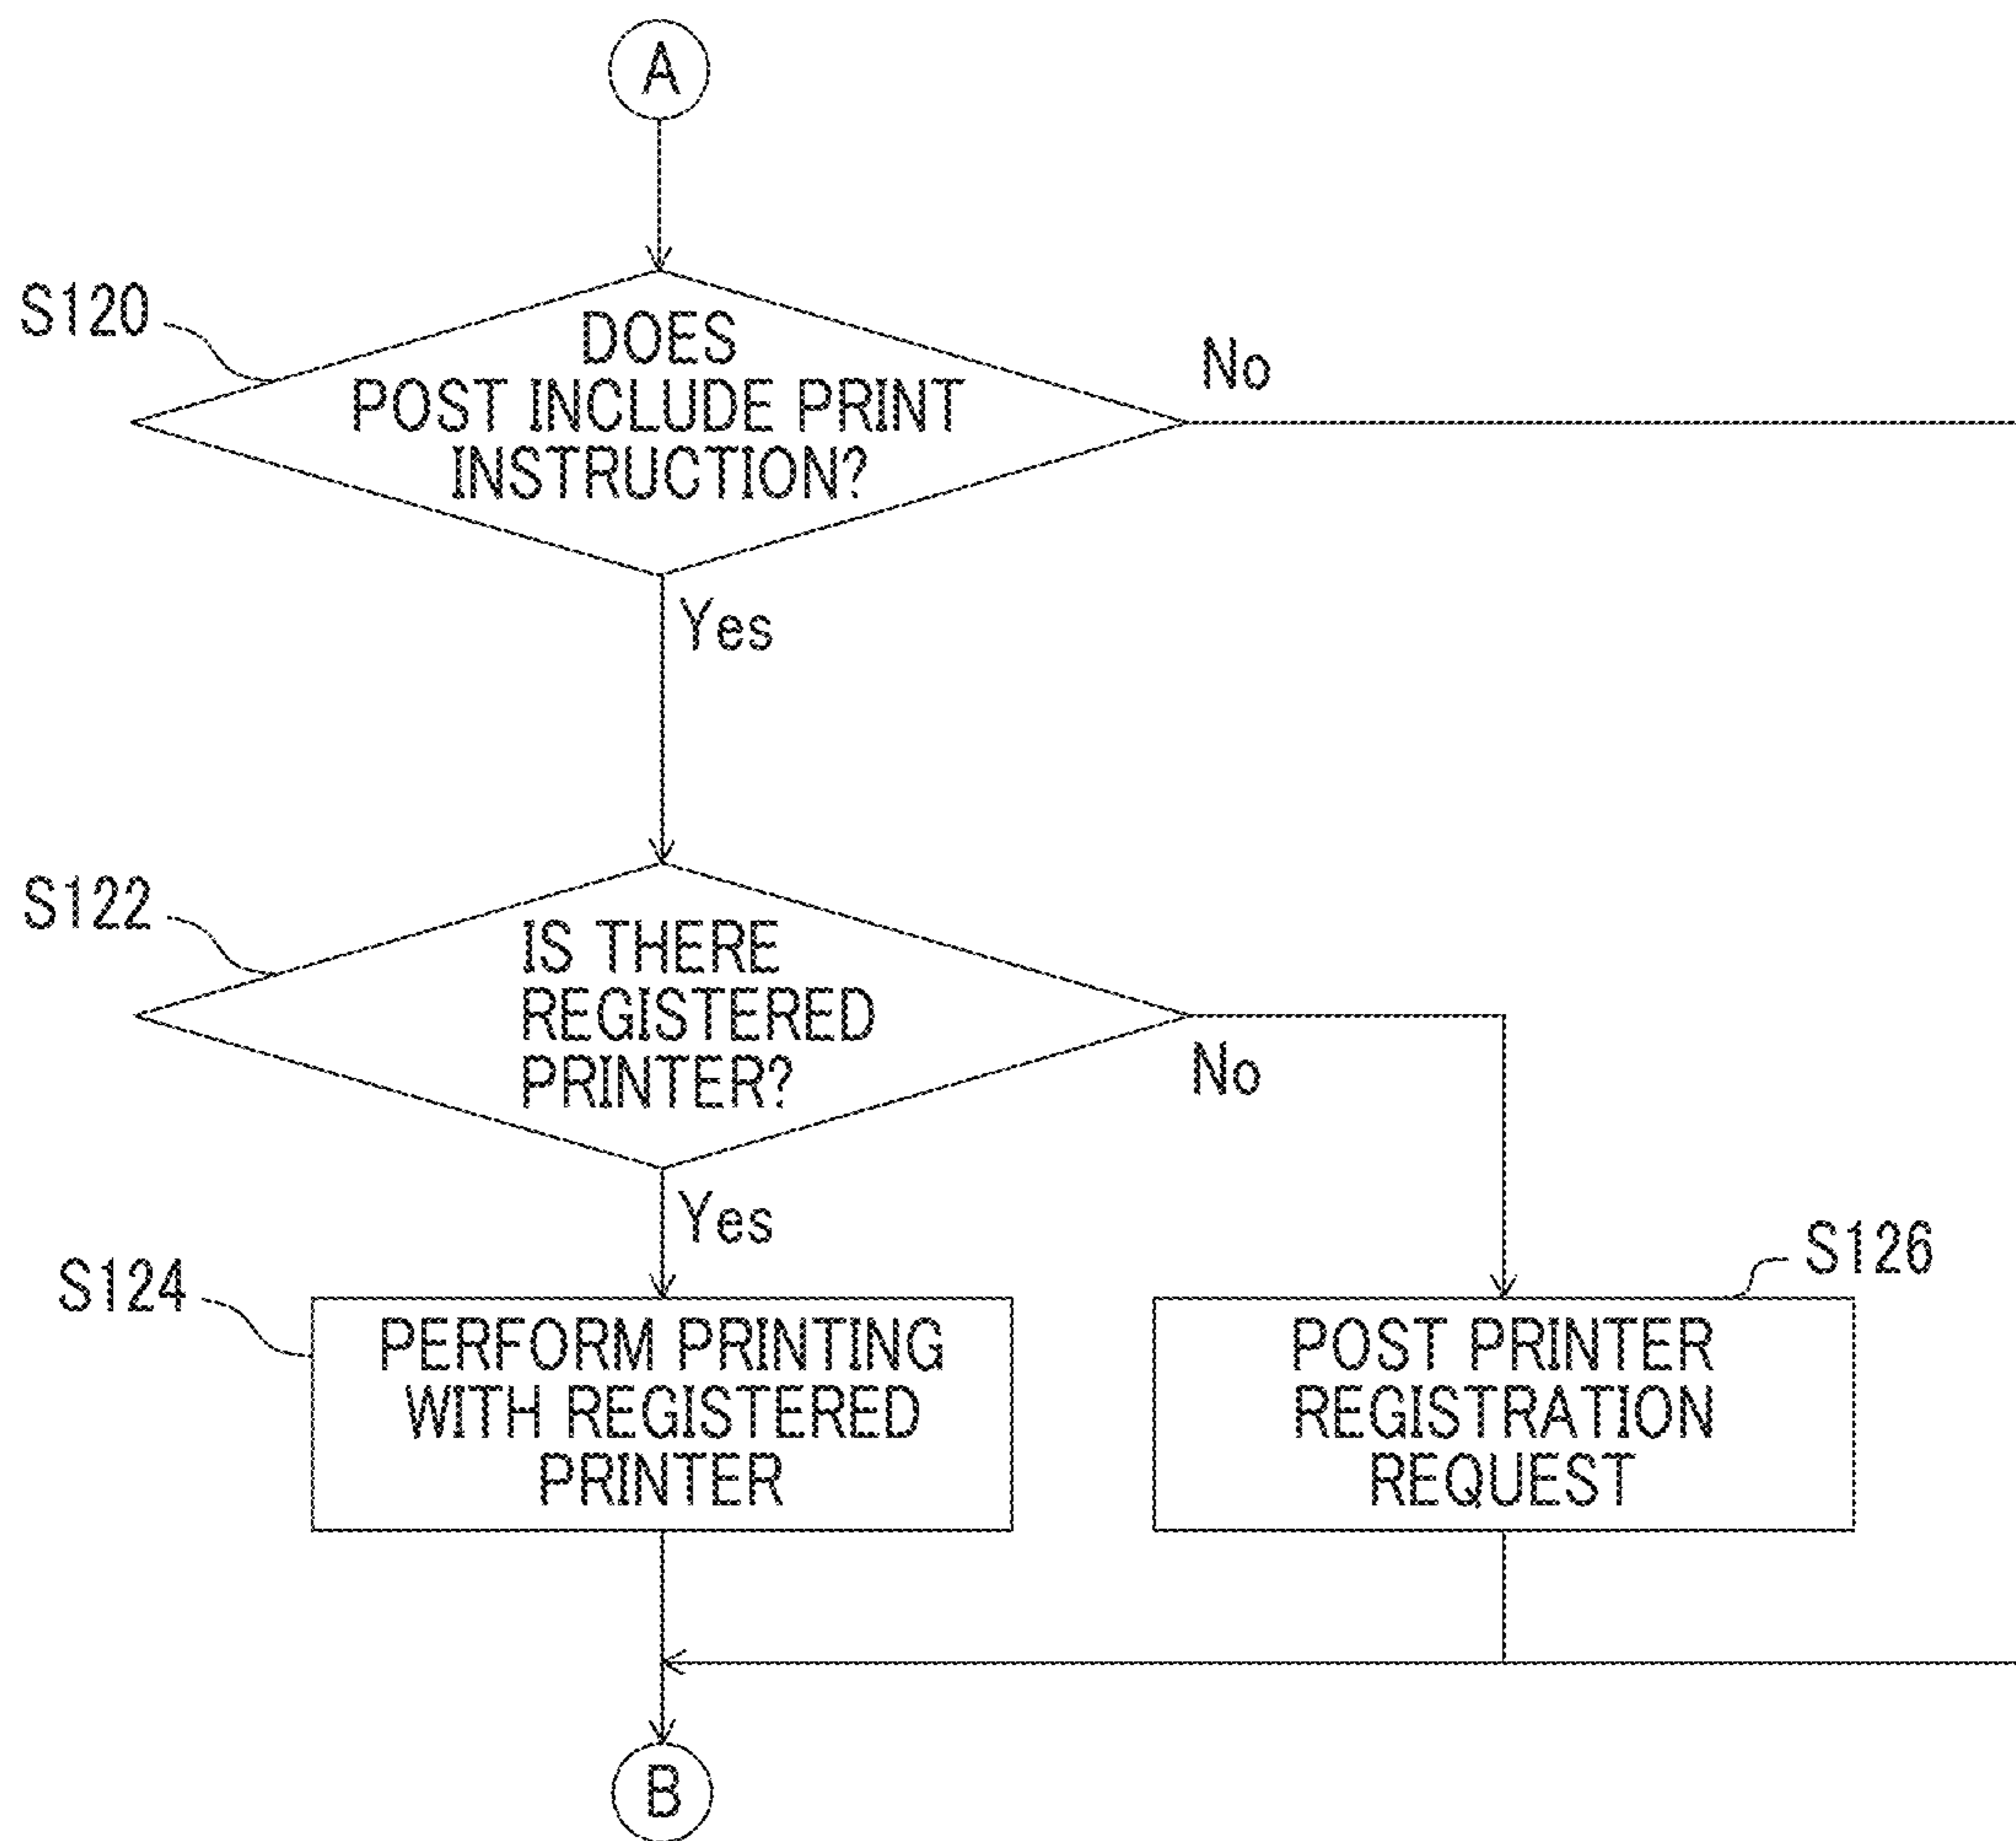 A
S120
DOES
POST INCLUDE PRINT
INSTRUCTION?
No
Yes
S122
IS THERE
REGISTERED
PRINTER?
No
Yes
S124
PERFORM PRINTING
WITH REGISTERED
PRINTER
S126
POST PRINTER
REGISTRATION
REQUEST
B